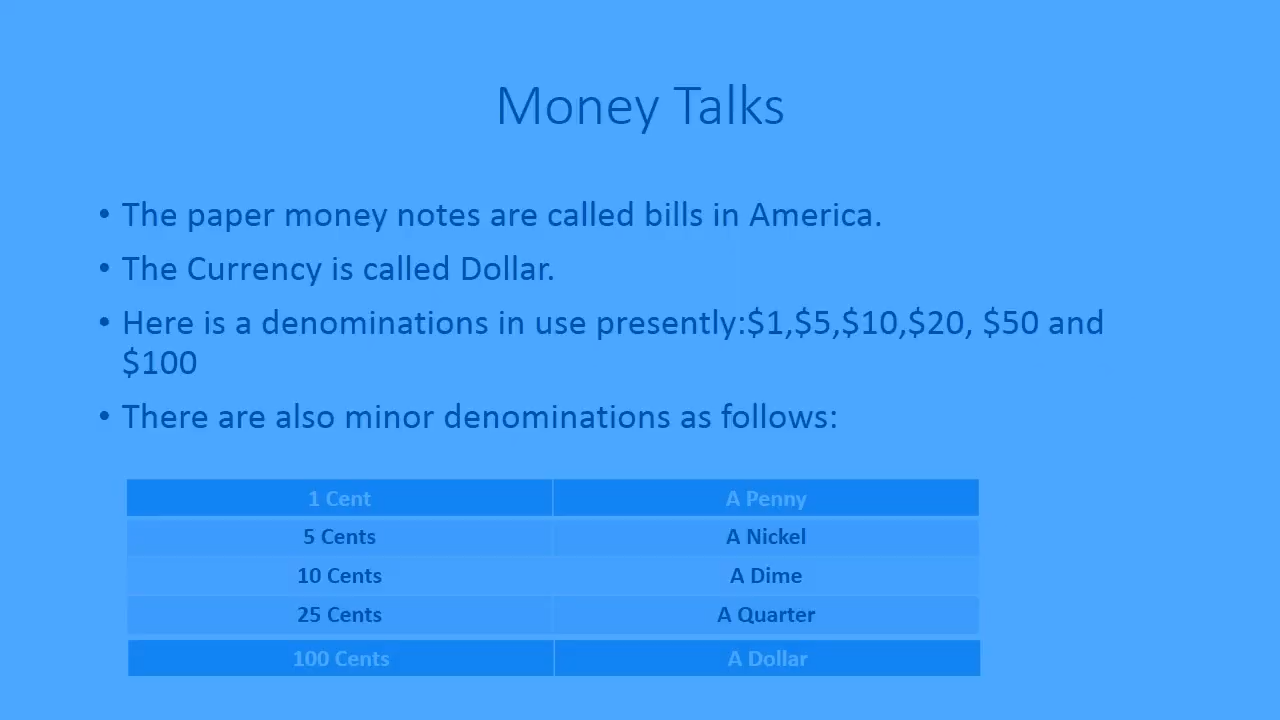 Money Talks
• The paper money notes are called bills in America.
• The Currency is called Dollar.
• Here is a denominations in use presently:$1,$5,$10,$20, $50 and
$100
• There are also minor denominations as follows:
1 Cent A Penny
5 Cents A Nickel
10 Cents A Dime
25 Cents A Quarter
100 Cents A Dollar